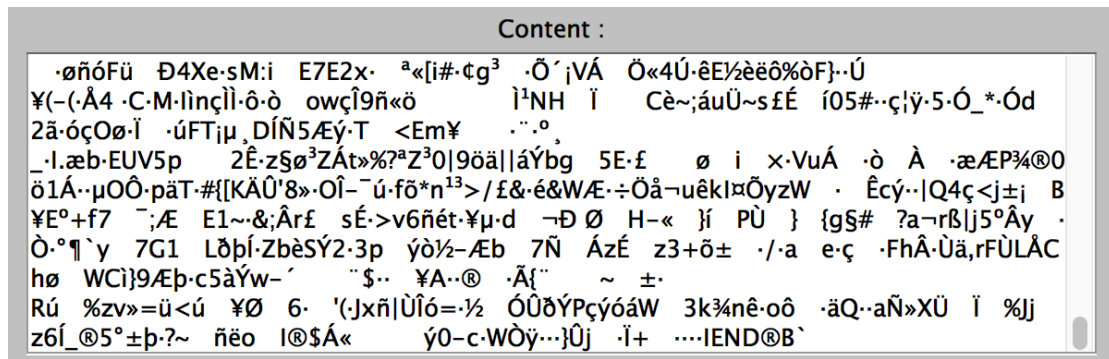 Content :
·øñóFü Ð4Xe·sM:i E7E2x· ª«[i#·¢g³ ·Õ´¡VÁ Ö«4Ú·êE½èëô%òF}··Ú
¥(−(·Å4 ·C·M·lìnçÌÌ·ô·ò owçÎ9ñ«ö Ì¹NH Ï Cè~;áuÜ~s£É í05#··ç¦ÿ·5·Ó_*·Ód
2ã·óçOø·Ï ·úFT¡µ¸DÍÑ5Æý·T <Em¥ ·¨·º¸
_·I.æb·EUV5p 2Ê·z§ø³ZÁt»%?ªZ³0|9öä||áÝbg 5E·£ ø i ×·VuÁ ·ò À ·æÆP¾®0
ö1Á··µOÔ·päT·#{[KÄÛ'8»·OÎ−¯ú·fõ*n¹³>/£&·é&WÆ·÷Öå¬uêkI¤ÕyzW · Êcý··|Q4ç<j±¡ B
¥Eº+f7 ¯;Æ E1~·&;Âr£ sÉ·>v6ñét·¥µ·d ¬Ð Ø H−« }í PÙ } {g§# ?a¬rß|j5ºÂy ·
Ò·°¶`y 7G1 LðþÍ·ZbèSÝ2·3p ýò½−Æb 7Ñ ÁzÉ z3+õ± ·/·a e·ç ·FhÂ·Ùä,rFÙLÅC
hø WCì}9Æþ·c5àÝw−´ ¨$·· ¥A··® ·Ã{¨ ~ ±·
Rú %zv»=ü<ú ¥Ø 6· '(·Jxñ|ÙÎó=·½ ÓÛðÝPçýóáW 3k¾nê·oô ·äQ··aÑ»XÜ Ï %Jj
z6Í_®5°±þ·?~ ñëo I®$Á« ý0−c·WÒÿ···}Ûj ·Ï+ ····IEND®B`